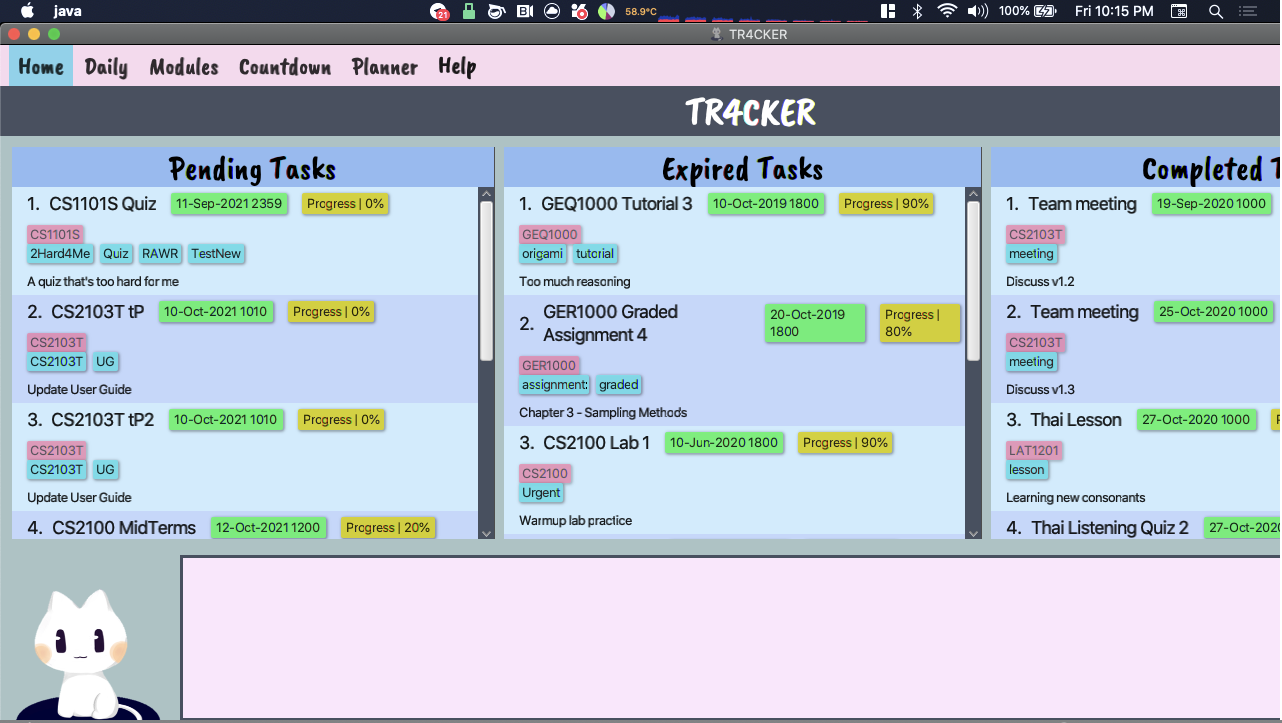 java
21
58.9°C
100%
Fri 10:15 PM
TR4CKER
Home Daily Modules Countdown Planner Help
TR4CKER
Pending Tasks
1. CS1101S Quiz 11-Sep-2021 2359 Progress | 0%
CS1101S
2Hard4Me Quiz RAWR TestNew
A quiz that's too hard for me
2. CS2103T tP 10-Oct-2021 1010 Progress | 0%
CS2103T
CS2103T UG
Update User Guide
3. CS2103T tP2 10-Oct-2021 1010 Progress | 0%
CS2103T
CS2103T UG
Update User Guide
4. CS2100 MidTerms 12-Oct-2021 1200 Progress | 20%
Expired Tasks
1. GEQ1000 Tutorial 3 10-Oct-2019 1800 Progress | 90%
GEQ1000
origami tutorial
Too much reasoning
2. GER1000 Graded
Assignment 4
20-Oct-2019
1800
Progress |
80%
GER1000
assignment: graded
Chapter 3 - Sampling Methods
3. CS2100 Lab 1 10-Jun-2020 1800 Progress | 90%
CS2100
Urgent
Warmup lab practice
Completed T
1. Team meeting 19-Sep-2020 1000
CS2103T
meeting
Discuss v1.2
2. Team meeting 25-Oct-2020 1000
CS2103T
meeting
Discuss v1.3
3. Thai Lesson 27-Oct-2020 1000
LAT1201
lesson
Learning new consonants
4. Thai Listening Quiz 2 27-Oct-202